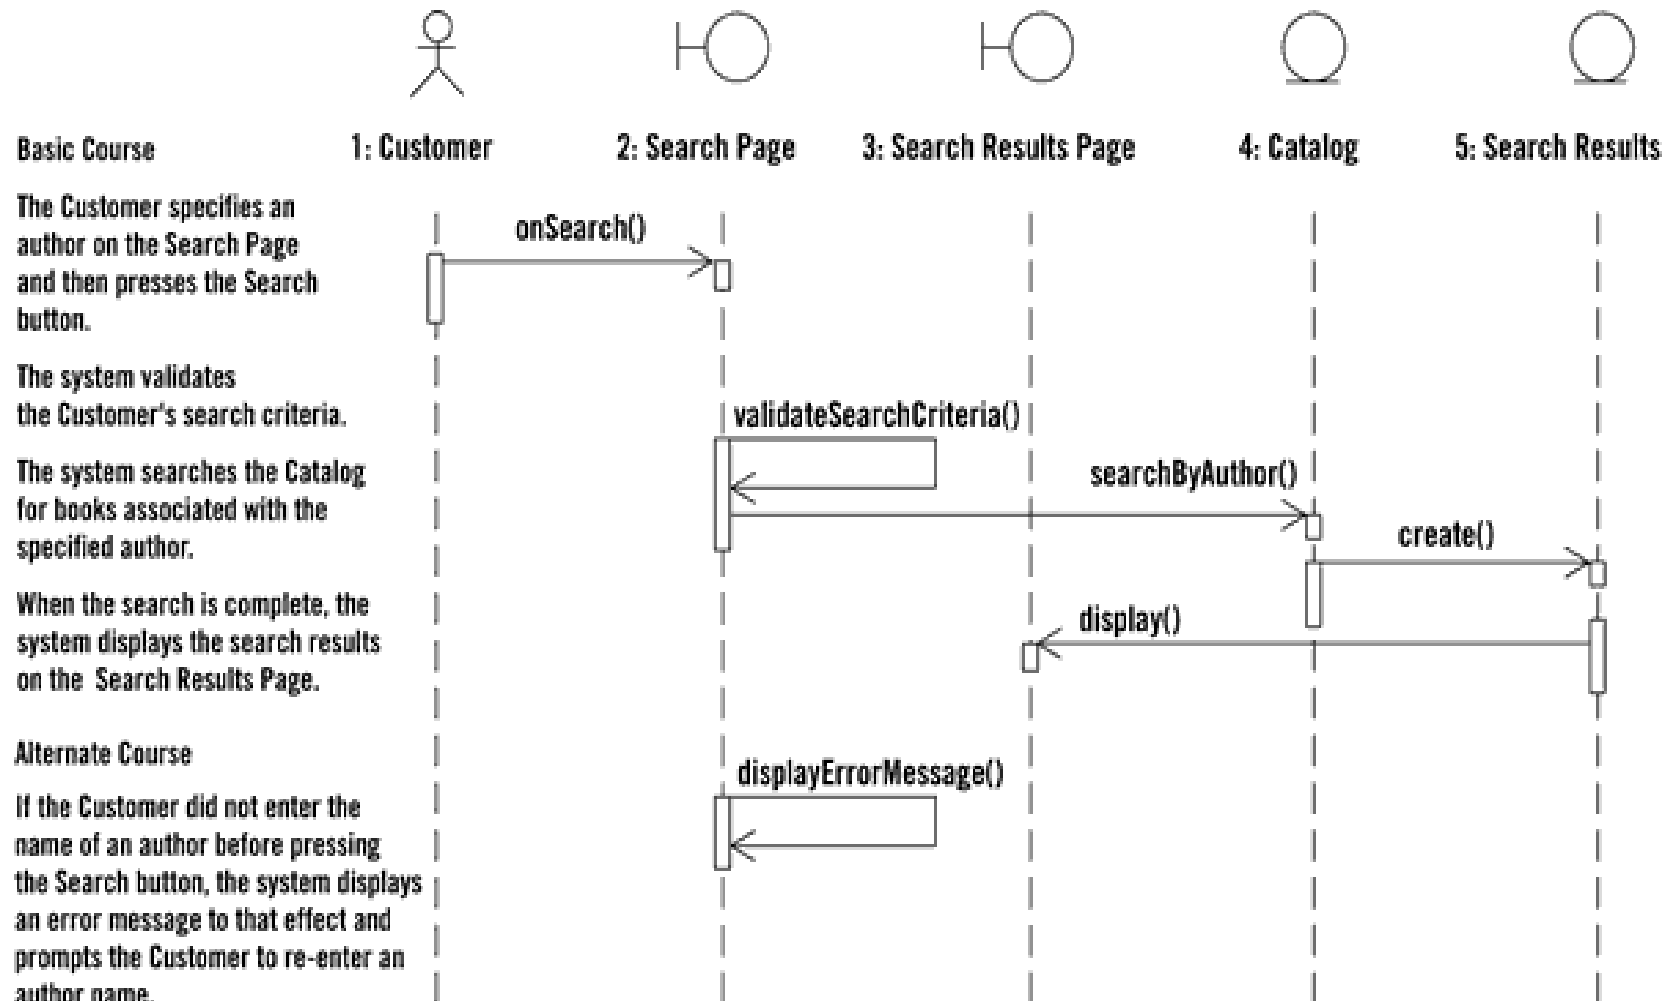 Basic Course
1: Customer
2: Search Page
3: Search Results Page
4: Catalog
5: Search Results
The Customer specifies an
author on the Search Page
and then presses the Search
button.
onSearch()
The system validates
the Customer's search criteria.
validateSearchCriteria()
The system searches the Catalog
for books associated with the
specified author.
searchByAuthor()
create()
When the search is complete, the
system displays the search results
on the Search Results Page.
display()
Alternate Course
displayErrorMessage()
If the Customer did not enter the
name of an author before pressing
the Search button, the system displays
an error message to that effect and
prompts the Customer to re-enter an
author name.